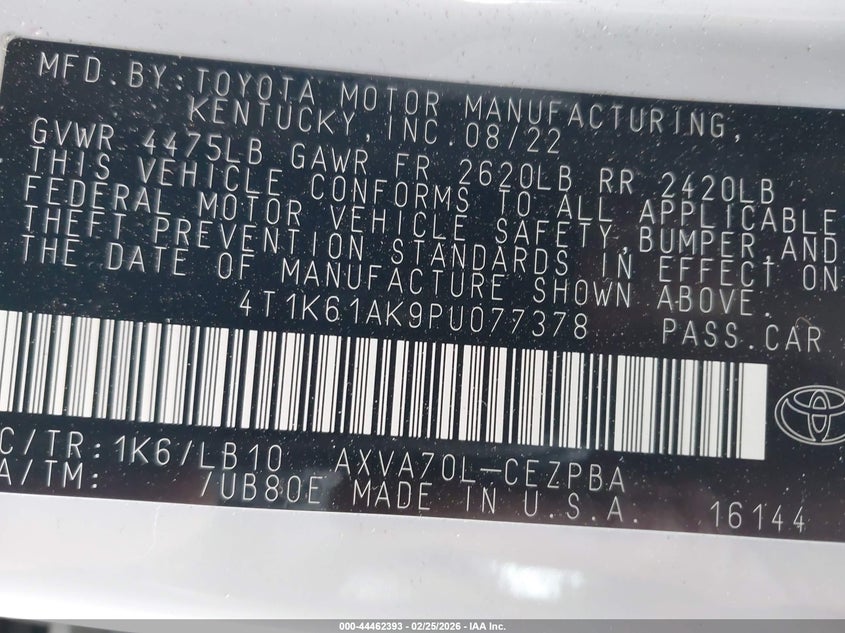 MFD.BY:TOYOTA MOTOR MANUFACTURING,
KENTUCKY,INC.08/22
GVWR 4475LB GAWR FR 2620LB RR 2420LB
THIS VEHICLE CONFORMS TO ALL APPLICABLE
FEDERAL MOTOR VEHICLE SAFETY,BUMPER,AND
THEFT PREVENTION STANDARDS IN EFFECT ON
THE DATE OF MANUFACTURE SHOWN ABOVE.
4T1K61AK9PU077378 PASS.CAR
C/TR:1K6/LB10 AXVA70L-CEZPBA
A/TM: /UB80E MADE IN U.S.A. 16144
000-44462393 - 02/25/2026 - IAA Inc.